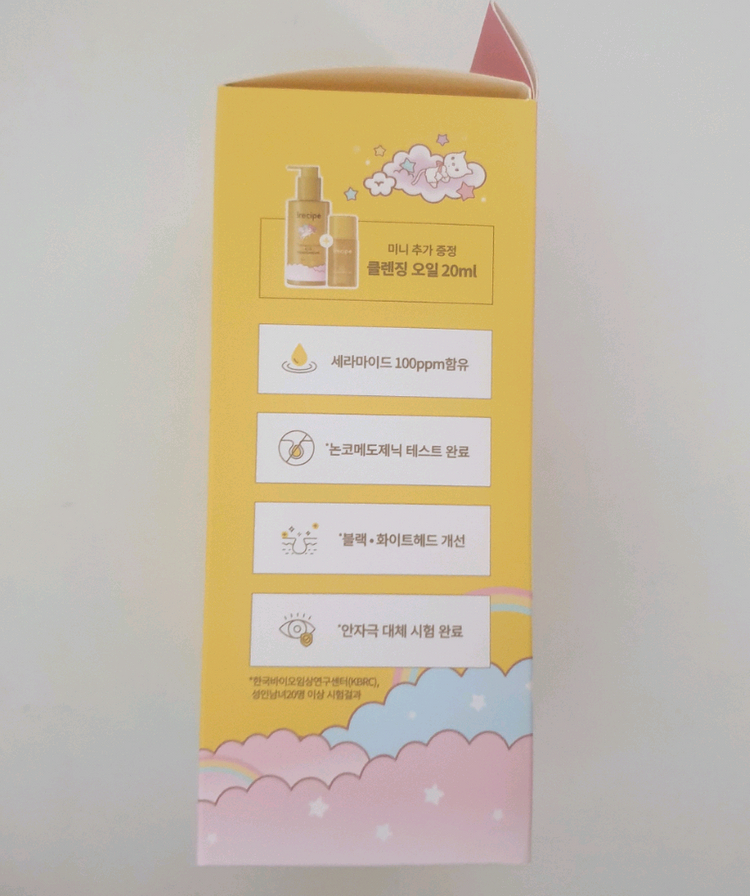 recipe
미니 추가 증정
클렌징 오일 20ml
세라마이드 100ppm함유
*논코메도제닉 테스트 완료
*블랙•화이트헤드 개선
*안자극 대체 시험 완료
*한국바이오임상연구센터(KBRC),
성인남녀20명 이상 시험결과